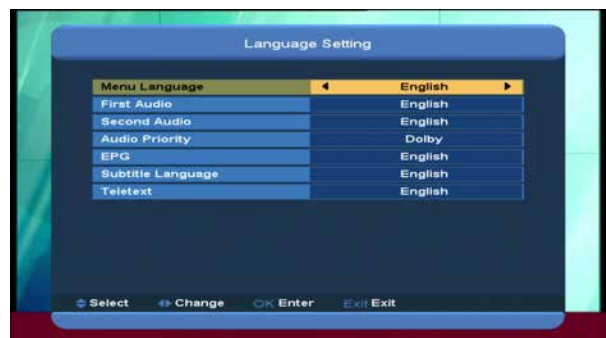 Language Setting
Menu Language English
First Audio English
Second Audio English
Audio Priority Dolby
EPG English
Subtitle Language English
Teletext English
Select Change OK Enter Exit Exit